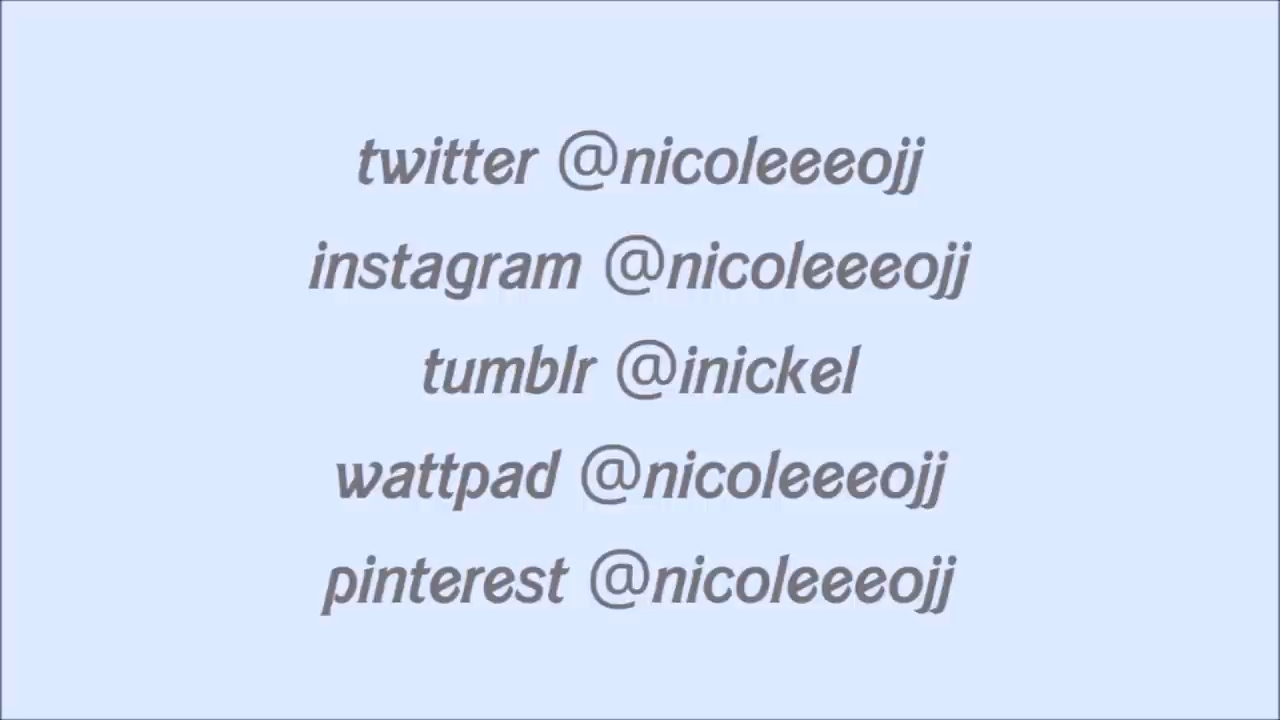 twitter @nicoleeeojj
instagram @nicoleeeojj
tumblr @inickel
wattpad @nicoleeeojj
pinterest @nicoleeeojj